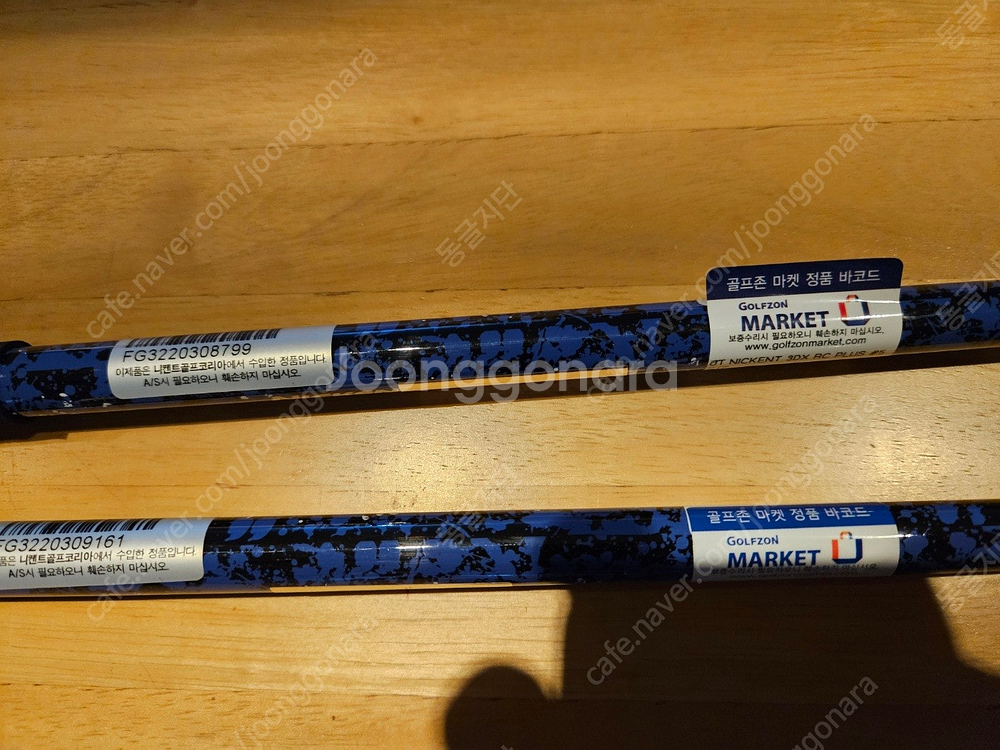 골프존 마켓 정품 바코드
GOLFZON
MARKET
보증수리시 필요하오니 훼손하지 마십시오.
www.golfzonmarket.com
NICKENT 3DX RC PLUS #5
FG3220308799
이제품은 니켄트골프코리아에서 수입한 정품입니다.
A/S시 필요하오니 훼손하지 마십시오.
Joonggonara
골프존 마켓 정품 바코드
GOLFZON
MARKET
FG3220309161
니켄트골프코리아에서 수입한 정품입니다.
A/S시 필요하오니 훼손하지 마십시오.
동글지단
cafe.naver.com/joonggonara